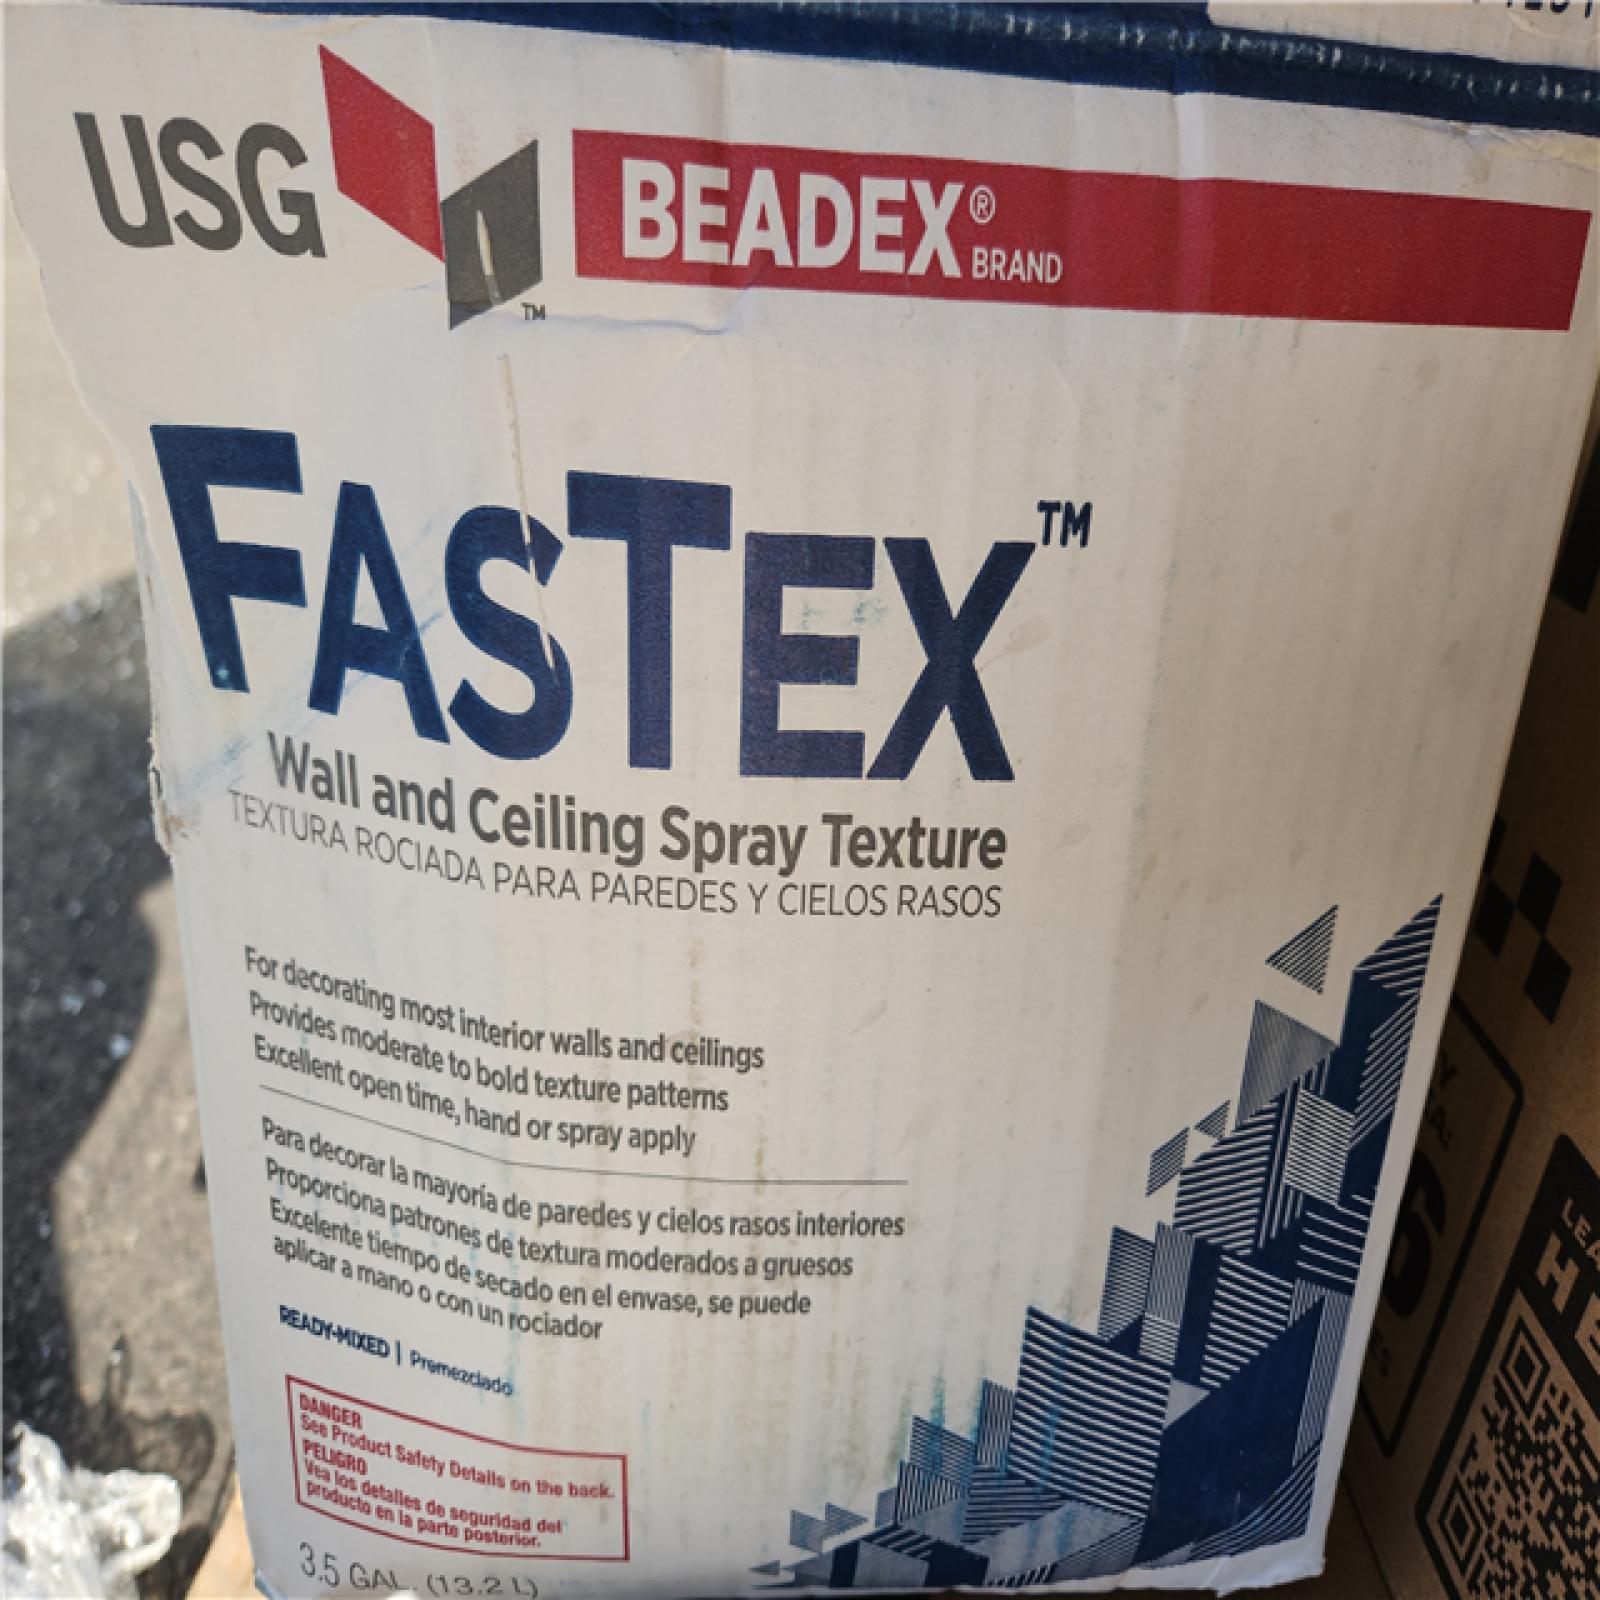 USG
TM
BEADEX® BRAND
FASTEX™
Wall and Ceiling Spray Texture
TEXTURA ROCIADA PARA PAREDES Y CIELOS RASOS
For decorating most interior walls and ceilings
Provides moderate to bold texture patterns
Excellent open time, hand or spray apply
Para decorar la mayoría de paredes y cielos rasos interiores
Proporciona patrones de textura moderados a gruesos
Excelente tiempo de secado en el envase, se puede
aplicar a mano o con un rociador
READY-MIXED | Premezclado
DANGER
See Product Safety Details on the back.
PELIGRO
Vea los detalles de seguridad del
producto en la parte posterior.
3.5 GAL. (13.2 L)